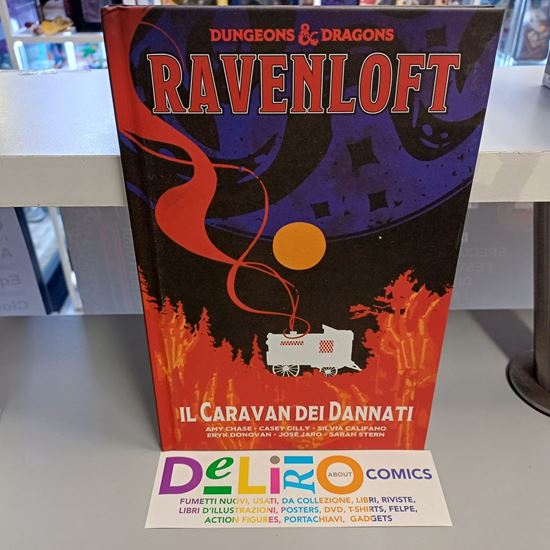 DUNGEONS & DRAGONS
RAVENLOFT
IL CARAVAN DEI DANNATI
AMY CHASE • CASEY GILLY • SILVIA CALIFANO
ERYK DONOVAN • JOSÉ JARO • SARAH STERN
DeLiRiO ABOUT COMICS
FUMETTI NUOVI, USATI, DA COLLEZIONE, LIBRI, RIVISTE,
LIBRI D'ILLUSTRAZIONI, POSTERS, DVD, T-SHIRTS, FELPE,
ACTION FIGURES, PORTACHIAVI, GADGETS